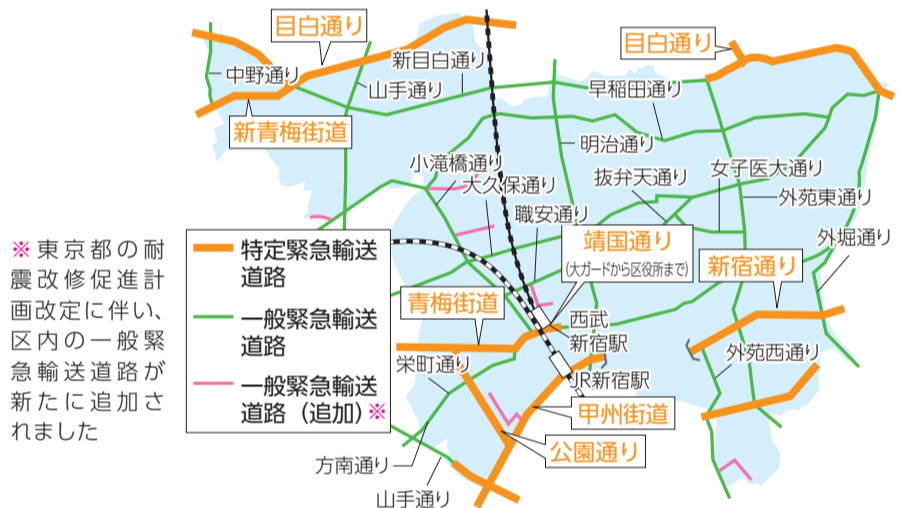 目白通り
目白通り
新目白通り
中野通り
山手通り
早稲田通り
新青梅街道
明治通り
小滝橋通り
大久保通り
抜弁天通り
女子医大通り
外苑東通り
職安通り
靖国通り
(大ガードから区役所まで)
外堀通り
新宿通り
※東京都の耐
震改修促進計
画改定に伴い、
区内の一般緊
急輸送道路が
新たに追加さ
れました
特定緊急輸送
道路
一般緊急輸送
道路
一般緊急輸送
道路（追加）※
青梅街道
西武
新宿駅
栄町通り
外苑西通り
JR新宿駅
甲州街道
公園通り
方南通り
山手通り